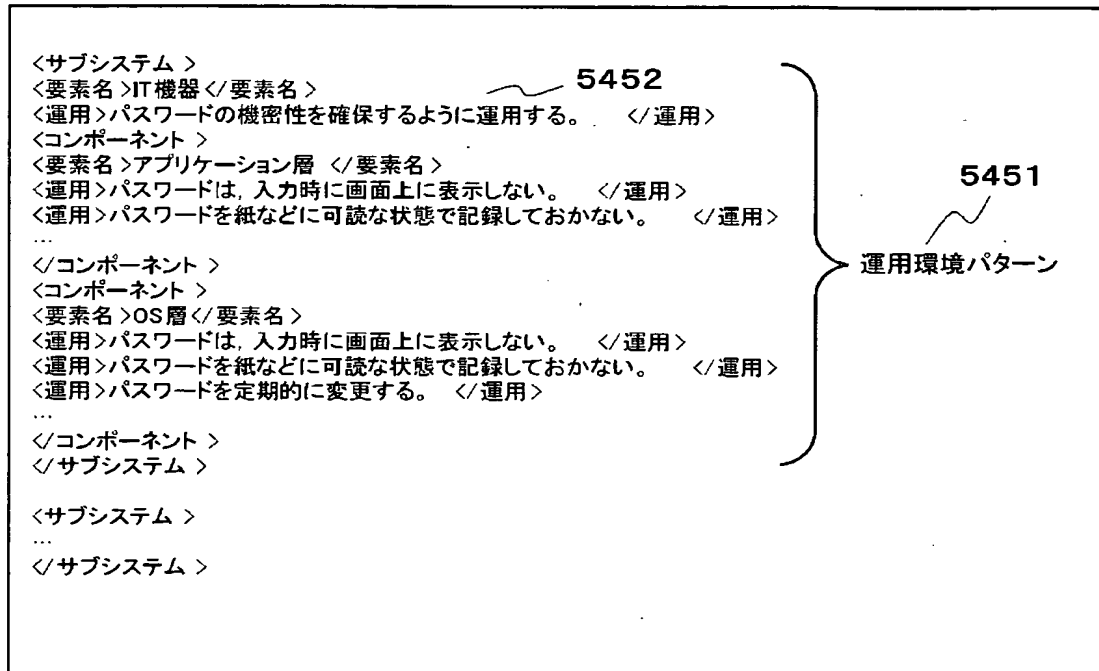 <サブシステム >
<要素名>IT機器</要素名>
5452
<運用>パスワードの機密性を確保するように運用する。 </運用>
<コンポーネント >
<要素名>アプリケーション層 </要素名>
<運用>パスワードは, 入力時に画面上に表示しない。 </運用>
<運用>パスワードを紙などに可読な状態で記録しておかない。 </運用>
…
</コンポーネント >
<コンポーネント >
<要素名>OS層</要素名>
<運用>パスワードは, 入力時に画面上に表示しない。 </運用>
<運用>パスワードを紙などに可読な状態で記録しておかない。 </運用>
<運用>パスワードを定期的に変更する。 </運用>
…
</コンポーネント >
</サブシステム >
5451
運用環境パターン
<サブシステム >
…
</サブシステム >